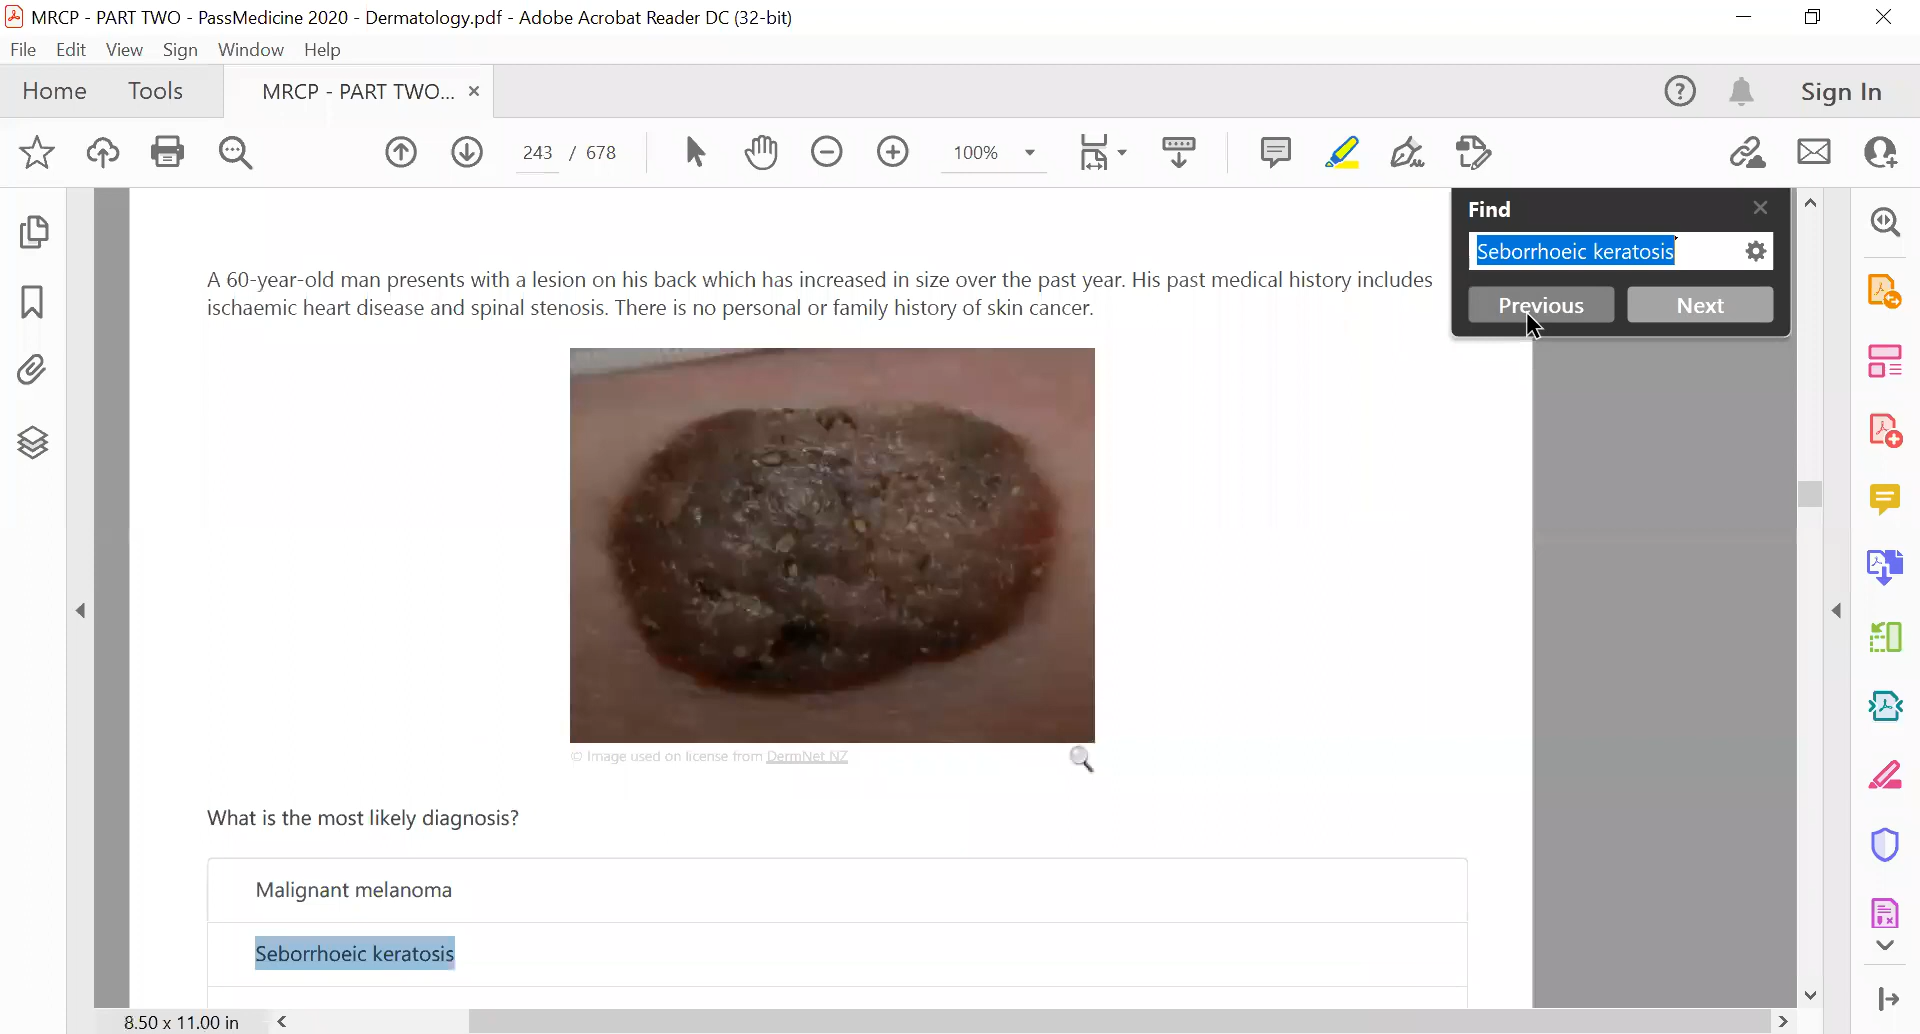 MRCP - PART TWO - PassMedicine 2020 - Dermatology.pdf - Adobe Acrobat Reader DC (32-bit)
File Edit View Sign Window Help
Home Tools MRCP - PART TWO... × Sign In
243 / 678 100%
Find
Seborrhoeic keratosis
Previous Next
A 60-year-old man presents with a lesion on his back which has increased in size over the past year. His past medical history includes
ischaemic heart disease and spinal stenosis. There is no personal or family history of skin cancer.
© Image used on license from DermNet NZ
What is the most likely diagnosis?
Malignant melanoma
Seborrhoeic keratosis
8.50 x 11.00 in